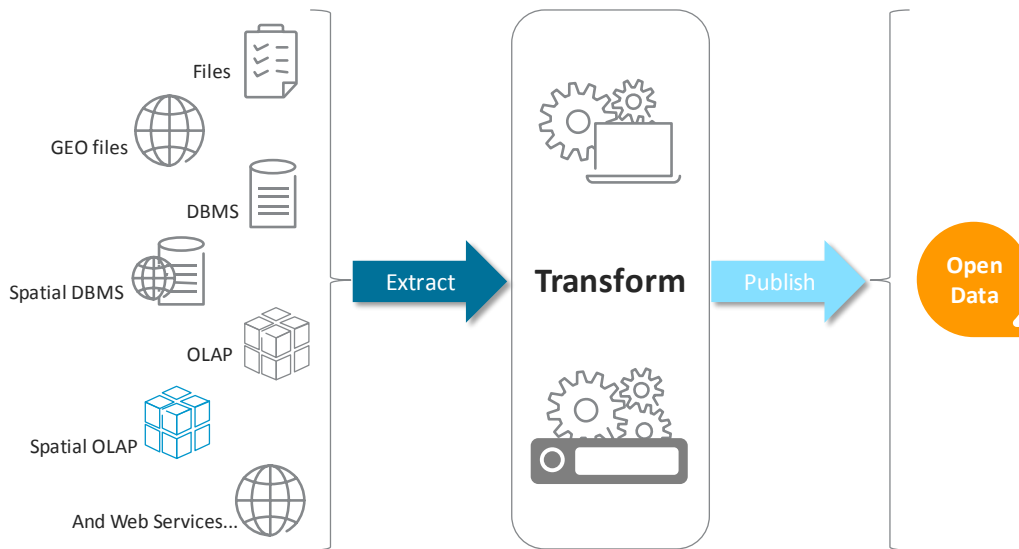 Files
GEO files
DBMS
Spatial DBMS
OLAP
Spatial OLAP
And Web Services...
Extract
Transform
Publish
Open
Data